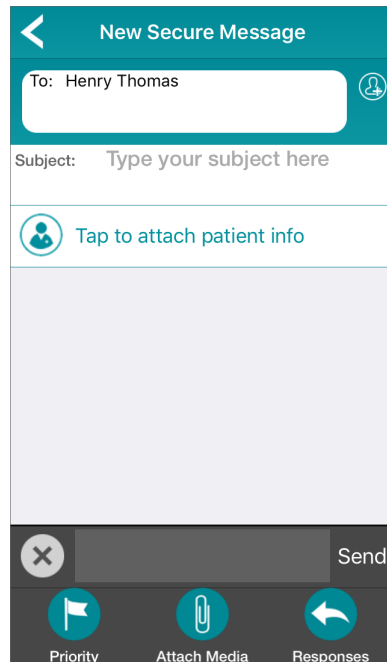 New Secure Message
To: Henry Thomas
Subject: Type your subject here
Tap to attach patient info
Send
Priority Attach Media Responses